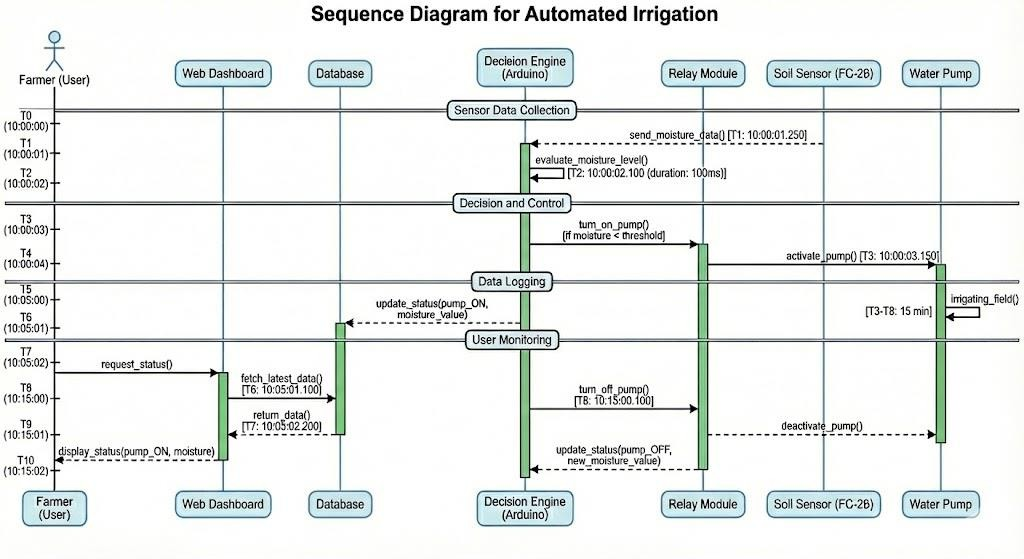 Sequence Diagram for Automated Irrigation
Farmer (User)
Web Dashboard
Database
Decision Engine
(Arduino)
Relay Module
Soil Sensor (FC-28)
Water Pump
Sensor Data Collection
T0
(10:00:00)
send_moisture_data() [T1: 10:00:01.250]
T1
(10:00:01)
evaluate_moisture_level()
[T2: 10:00:02.100 (duration: 100ms)]
T2
(10:00:02)
Decision and Control
T3
(10:00:03)
turn_on_pump()
[if moisture < threshold]
T4
(10:00:04)
activate_pump() [T3: 10:00:03.150]
Data Logging
T5
(10:05:00)
update_status(pump_ON,
moisture_value)
irrigating_field()
[T3-T8: 15 min]
T6
(10:05:01)
User Monitoring
T7
(10:05:02)
request_status()
fetch_latest_data()
[T6: 10:05:01.100]
T8
(10:15:00)
turn_off_pump()
[T8: 10:15:00.100]
return_data()
[T7: 10:05:02.200]
T9
(10:15:01)
deactivate_pump()
display_status(pump_ON, moisture)
update_status(pump_OFF,
new_moisture_value)
T10
(10:15:02)
Farmer
(User)
Web Dashboard
Database
Decision Engine
(Arduino)
Relay Module
Soil Sensor (FC-28)
Water Pump